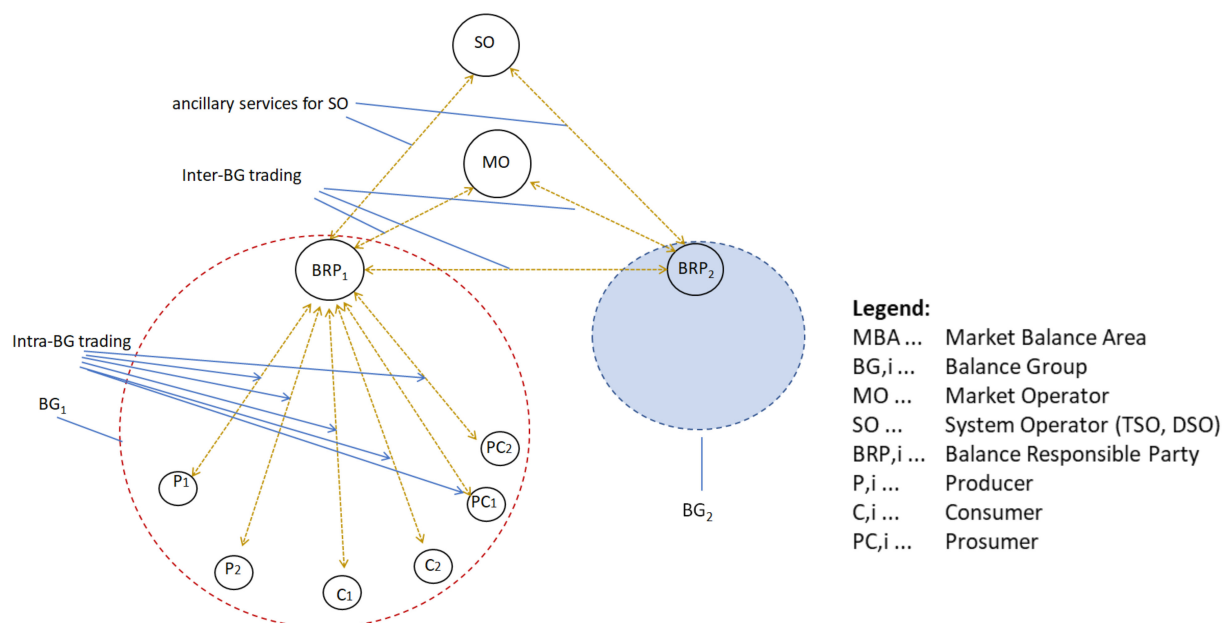 SO
ancillary services for SO
MO
Inter-BG trading
BRP1
BRP2
Intra-BG trading
BG1
PC2
P1
PC1
P2
C2
C1
BG2
Legend:
MBA ... Market Balance Area
BG,i ... Balance Group
MO ... Market Operator
SO ... System Operator (TSO, DSO)
BRP,i ... Balance Responsible Party
P,i ... Producer
C,i ... Consumer
PC,i ... Prosumer